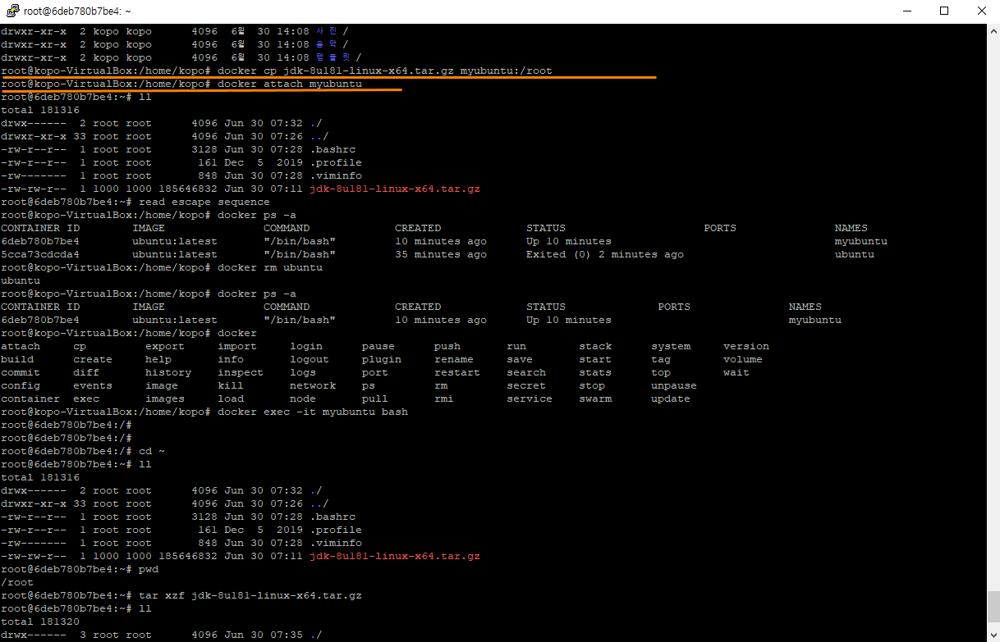 root@6deb780b7be4: ~
drwxr-xr-x  2 kopo kopo      4096  6월  30 14:08 사진/
drwxr-xr-x  2 kopo kopo      4096  6월  30 14:08 음악/
drwxr-xr-x  2 kopo kopo      4096  6월  30 14:08 템플릿/
root@kopo-VirtualBox:/home/kopo# docker cp jdk-8u181-linux-x64.tar.gz myubuntu:/root
root@kopo-VirtualBox:/home/kopo# docker attach myubuntu
root@6deb780b7be4:~# ll
total 181316
drwx------  2 root root      4096 Jun 30 07:32 ./
drwxr-xr-x 33 root root      4096 Jun 30 07:26 ../
-rw-r--r--  1 root root      3128 Jun 30 07:28 .bashrc
-rw-r--r--  1 root root       161 Dec  5  2019 .profile
-rw-------  1 root root       848 Jun 30 07:28 .viminfo
-rw-rw-r--  1 1000 1000 185646832 Jun 30 07:11 jdk-8u181-linux-x64.tar.gz
root@6deb780b7be4:~# read escape sequence
root@kopo-VirtualBox:/home/kopo# docker ps -a
CONTAINER ID        IMAGE               COMMAND             CREATED             STATUS                     PORTS               NAMES
6deb780b7be4        ubuntu:latest       "/bin/bash"         10 minutes ago      Up 10 minutes                                  myubuntu
5cca73cdcda4        ubuntu:latest       "/bin/bash"         35 minutes ago      Exited (0) 2 minutes ago                       ubuntu
root@kopo-VirtualBox:/home/kopo# docker rm ubuntu
ubuntu
root@kopo-VirtualBox:/home/kopo# docker ps -a
CONTAINER ID        IMAGE               COMMAND             CREATED             STATUS              PORTS               NAMES
6deb780b7be4        ubuntu:latest       "/bin/bash"         10 minutes ago      Up 10 minutes                           myubuntu
root@kopo-VirtualBox:/home/kopo# docker
attach     cp         export     import     login      pause      push       run        stack      system     version
build      create     help       info       logout     plugin     rename     save       start      tag        volume
commit     diff       history    inspect    logs       port       restart    search     stats      top        wait
config     events     image      kill       network    ps         rm         secret     stop       unpause
container  exec       images     load       node       pull       rmi        service    swarm      update
root@kopo-VirtualBox:/home/kopo# docker exec -it myubuntu bash
root@6deb780b7be4:/#
root@6deb780b7be4:/#
root@6deb780b7be4:/# cd ~
root@6deb780b7be4:~# ll
total 181316
drwx------  2 root root      4096 Jun 30 07:32 ./
drwxr-xr-x 33 root root      4096 Jun 30 07:26 ../
-rw-r--r--  1 root root      3128 Jun 30 07:28 .bashrc
-rw-r--r--  1 root root       161 Dec  5  2019 .profile
-rw-------  1 root root       848 Jun 30 07:28 .viminfo
-rw-rw-r--  1 1000 1000 185646832 Jun 30 07:11 jdk-8u181-linux-x64.tar.gz
root@6deb780b7be4:~# pwd
/root
root@6deb780b7be4:~# tar xzf jdk-8u181-linux-x64.tar.gz
root@6deb780b7be4:~# ll
total 181320
drwx------  3 root root      4096 Jun 30 07:35 ./